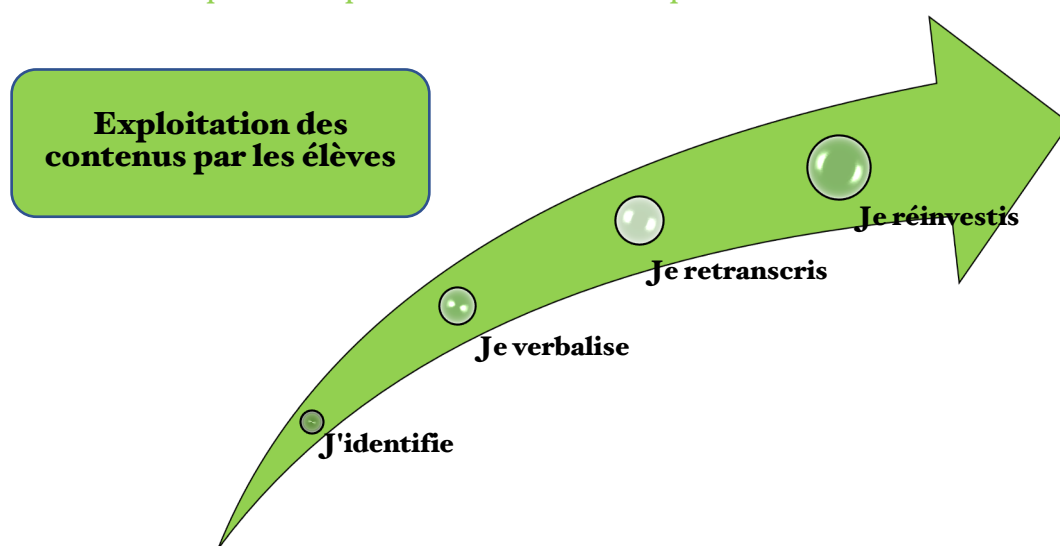 Exploitation des
contenus par les élèves
Je réinvestis
Je retranscris
Je verbalise
J'identifie